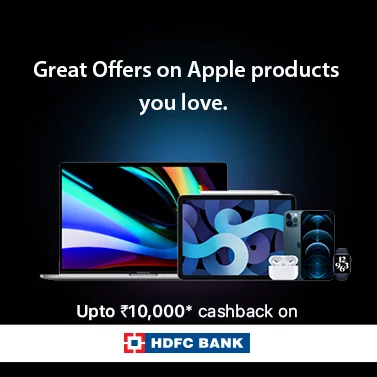 Great Offers on Apple products
you love.
Upto ₹10,000* cashback on
HDFC BANK